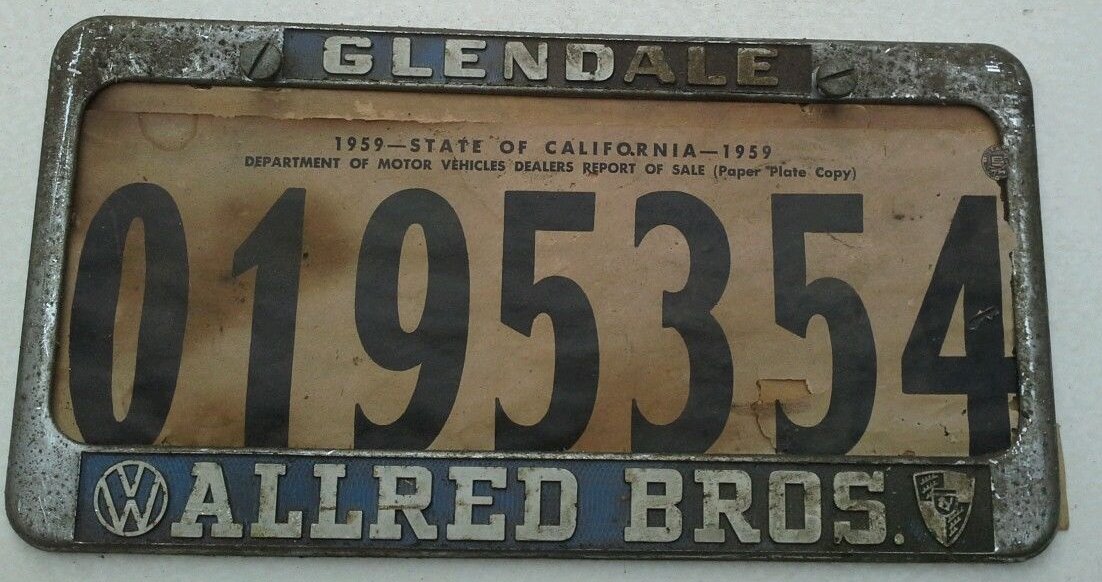 GLENDALE
1959—STATE OF CALIFORNIA—1959
DEPARTMENT OF MOTOR VEHICLES DEALERS REPORT OF SALE (Paper Plate Copy)
0195354
VW ALLRED BROS.